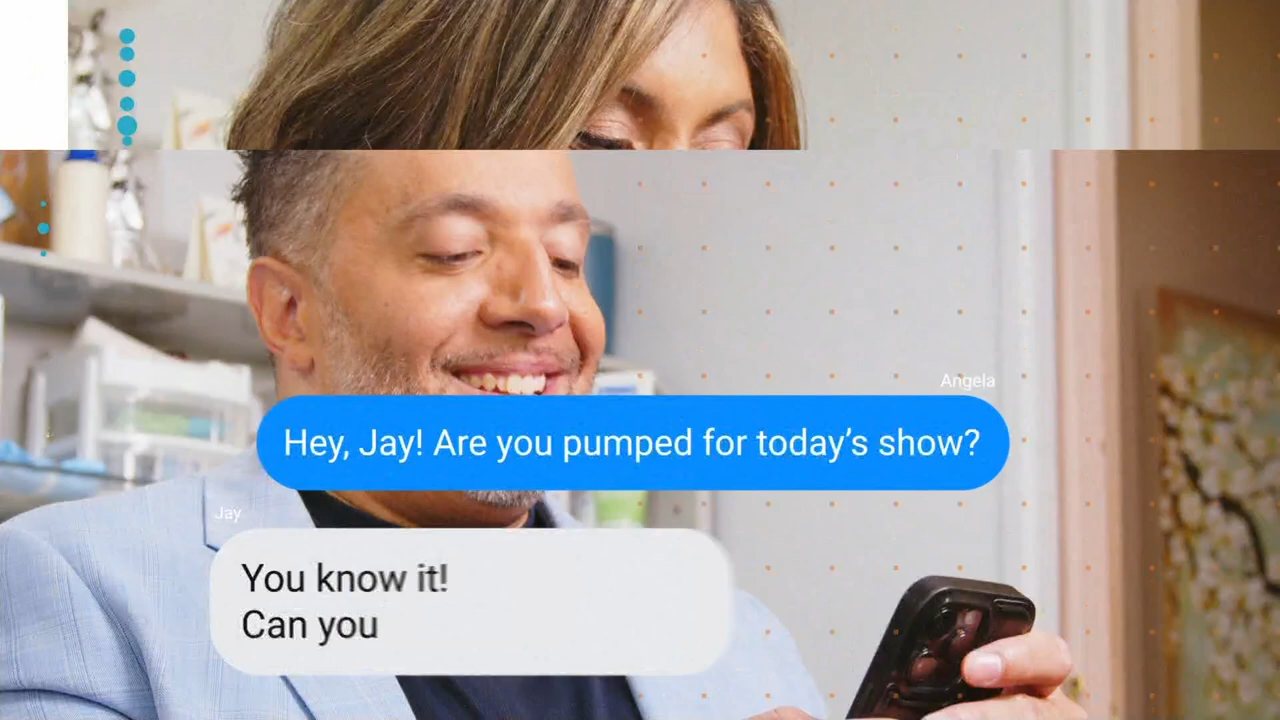 Angela
Hey, Jay! Are you pumped for today’s show?
Jay
You know it!
Can you